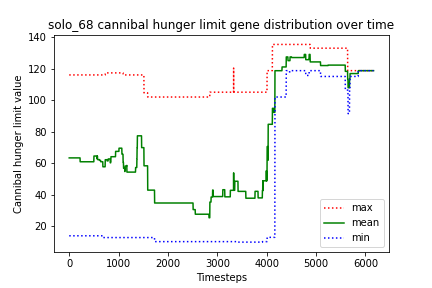 solo_68 cannibal hunger limit gene distribution over time
Cannibal hunger limit value
140
120
100
80
60
40
20
0
1000
2000
3000
4000
5000
6000
Timesteps
max
mean
min